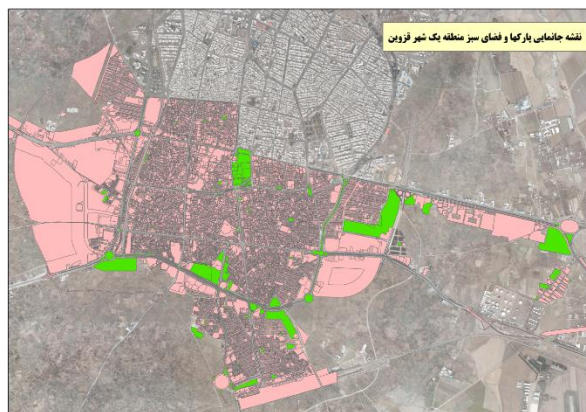 نقشه جانمایی پارکها و فضای سبز منطقه یک شهر قزوین